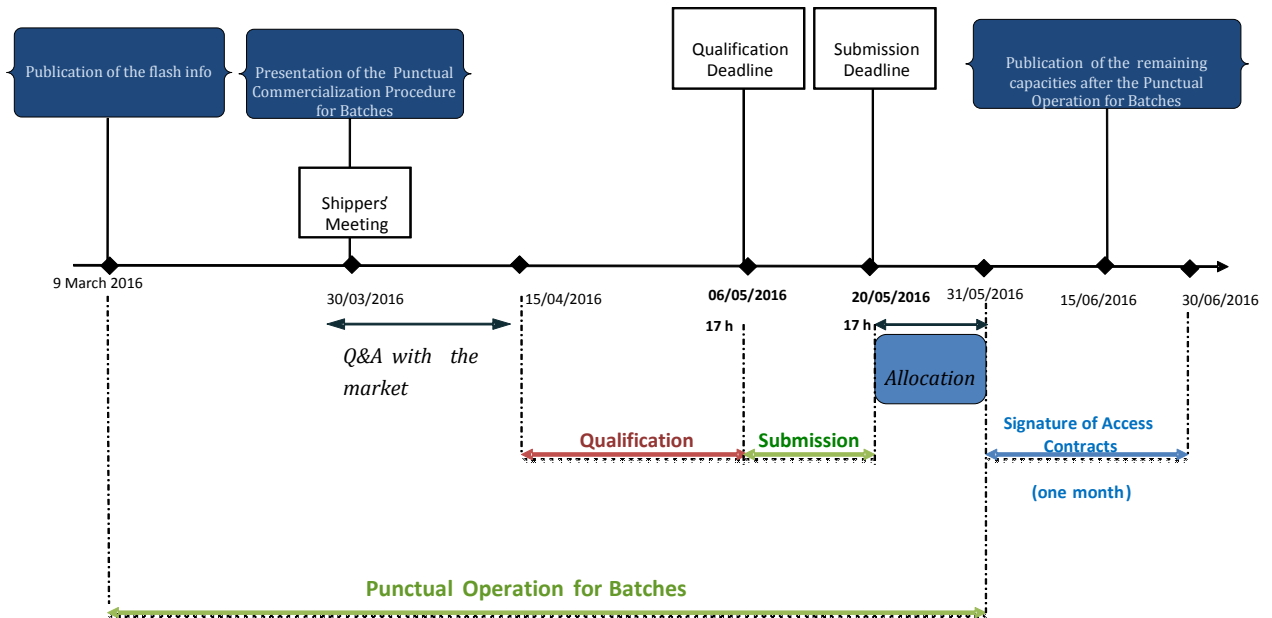 Publication of the flash info
Presentation of the Punctual
Commercialization Procedure
for Batches
Qualification
Deadline
Submission
Deadline
Publication of the remaining
capacities after the Punctual
Operation for Batches
Shippers'
Meeting
9 March 2016
30/03/2016
15/04/2016
06/05/2016
17 h
20/05/2016
17 h
31/05/2016
15/06/2016
30/06/2016
Q&A with the
market
Allocation
Qualification
Submission
Signature of Access
Contracts
(one month)
Punctual Operation for Batches